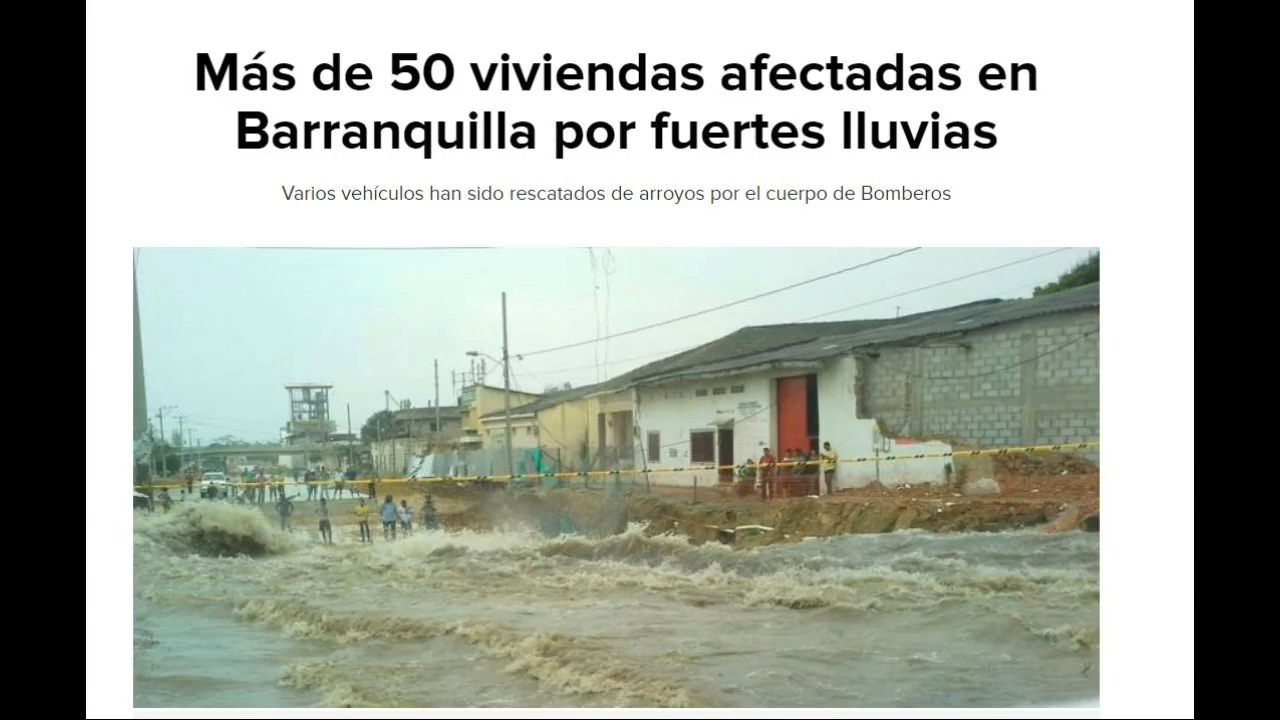 Más de 50 viviendas afectadas en
Barranquilla por fuertes lluvias
Varios vehículos han sido rescatados de arroyos por el cuerpo de Bomberos